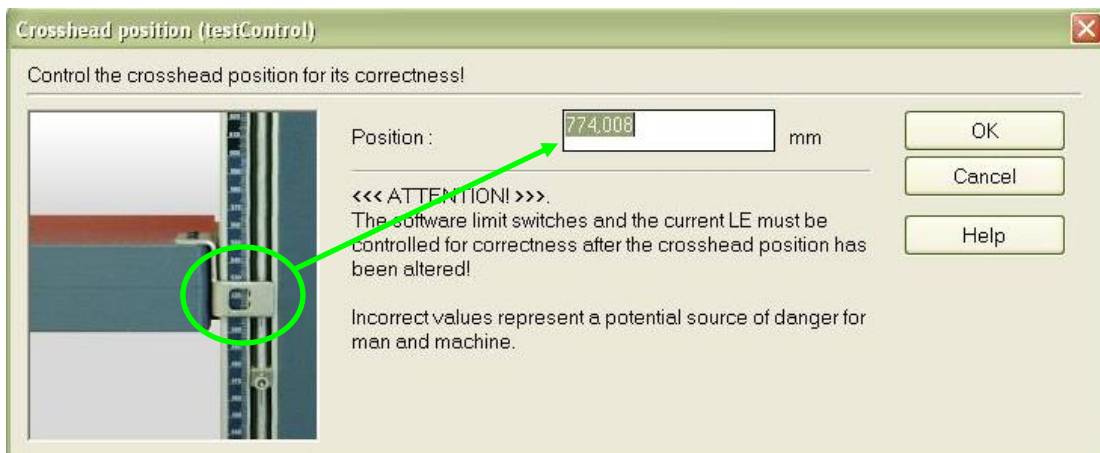 Crosshead position (testControl)
Control the crosshead position for its correctness!
Position :
774,008
mm
OK
Cancel
Help
<<< ATTENTION! >>>.
The software limit switches and the current LE must be
controlled for correctness after the crosshead position has
been altered!
Incorrect values represent a potential source of danger for
man and machine.